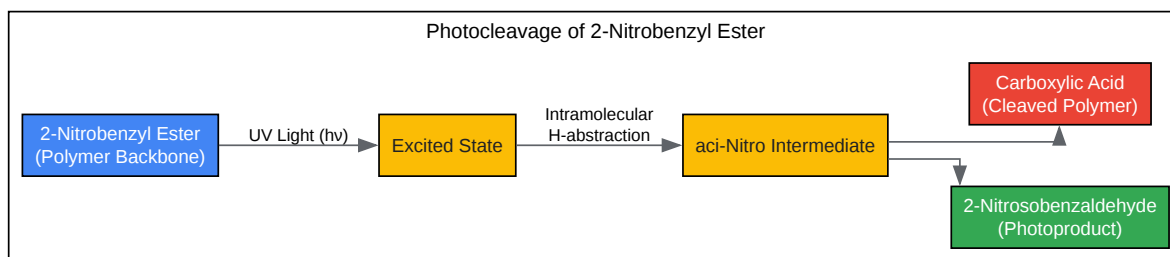 Photocleavage of 2-Nitrobenzyl Ester
2-Nitrobenzyl Ester
(Polymer Backbone)
UV Light (hν)
Excited State
Intramolecular
H-abstraction
aci-Nitro Intermediate
Carboxylic Acid
(Cleaved Polymer)
2-Nitrosobenzaldehyde
(Photoproduct)